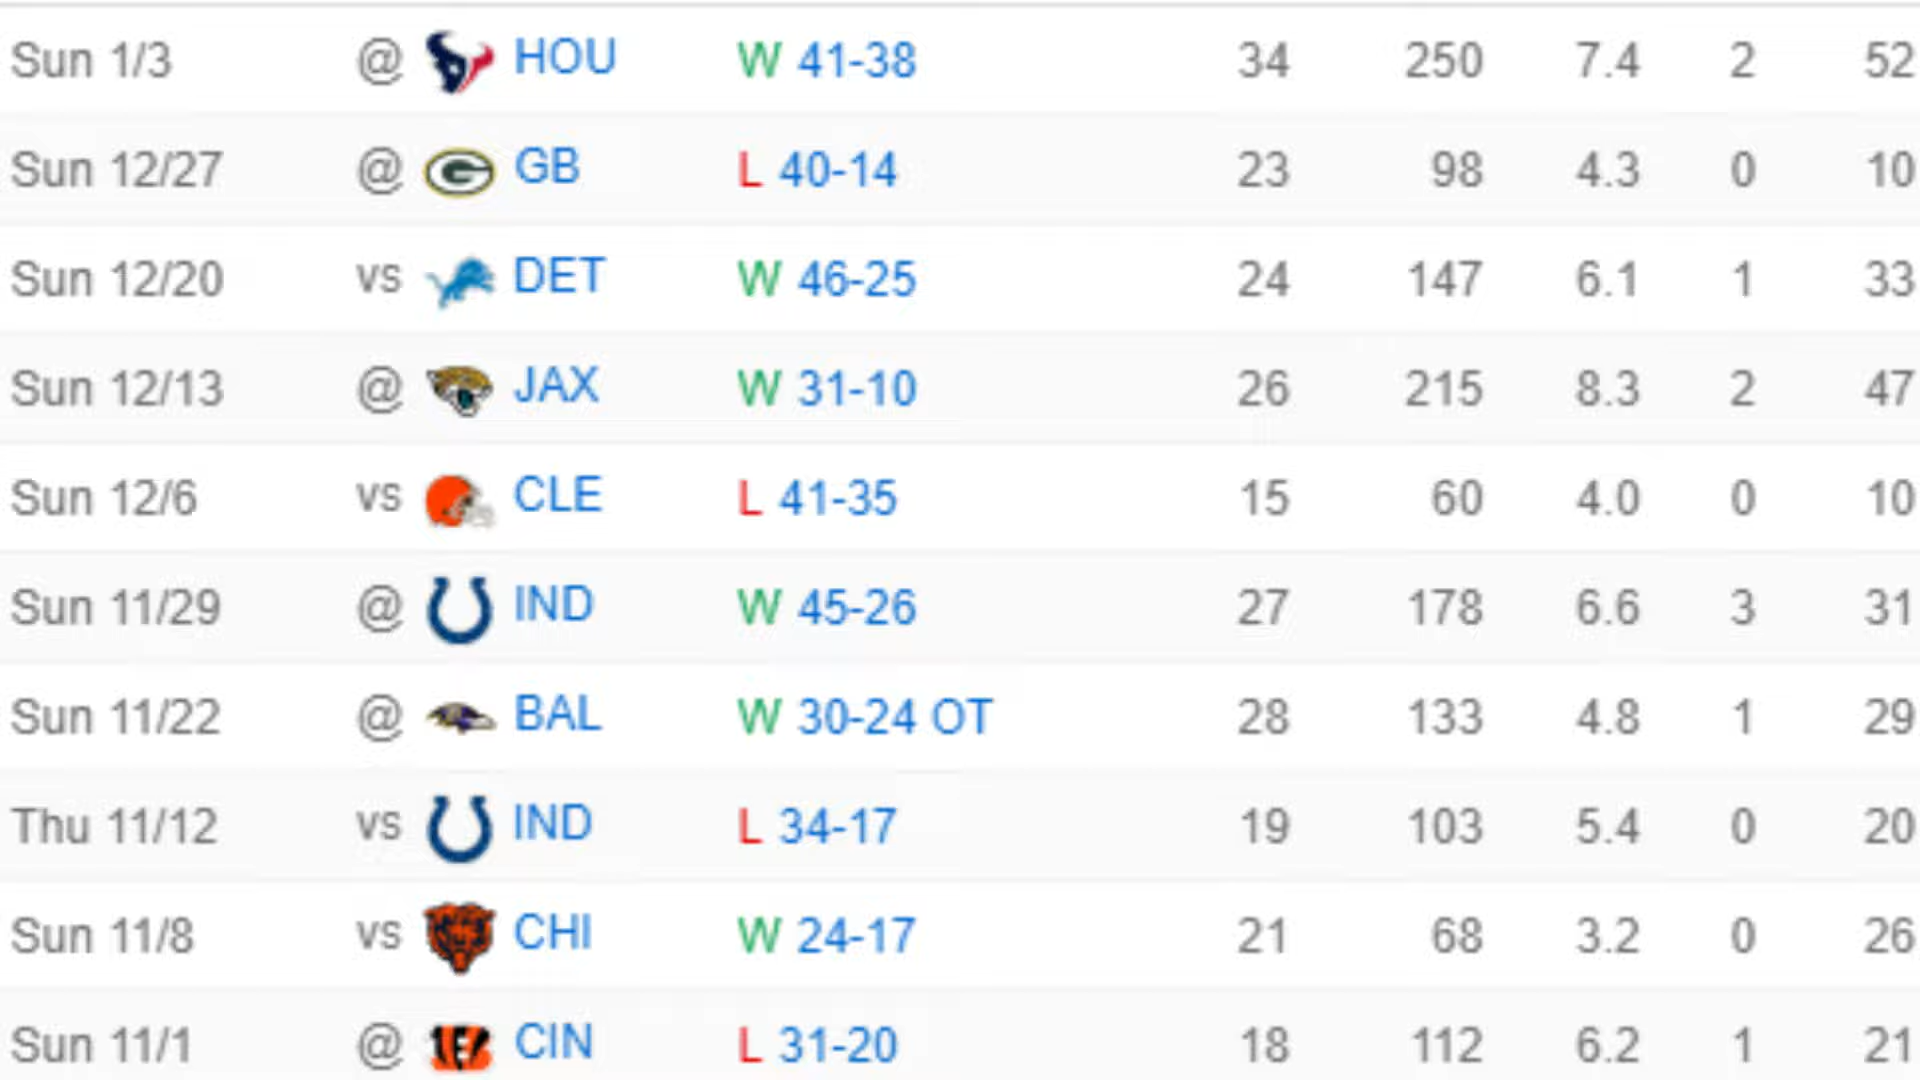 Sun 1/3 @ HOU W 41-38 34 250 7.4 2 52
Sun 12/27 @ GB L 40-14 23 98 4.3 0 10
Sun 12/20 vs DET W 46-25 24 147 6.1 1 33
Sun 12/13 @ JAX W 31-10 26 215 8.3 2 47
Sun 12/6 vs CLE L 41-35 15 60 4.0 0 10
Sun 11/29 @ IND W 45-26 27 178 6.6 3 31
Sun 11/22 @ BAL W 30-24 OT 28 133 4.8 1 29
Thu 11/12 vs IND L 34-17 19 103 5.4 0 20
Sun 11/8 vs CHI W 24-17 21 68 3.2 0 26
Sun 11/1 @ CIN L 31-20 18 112 6.2 1 21